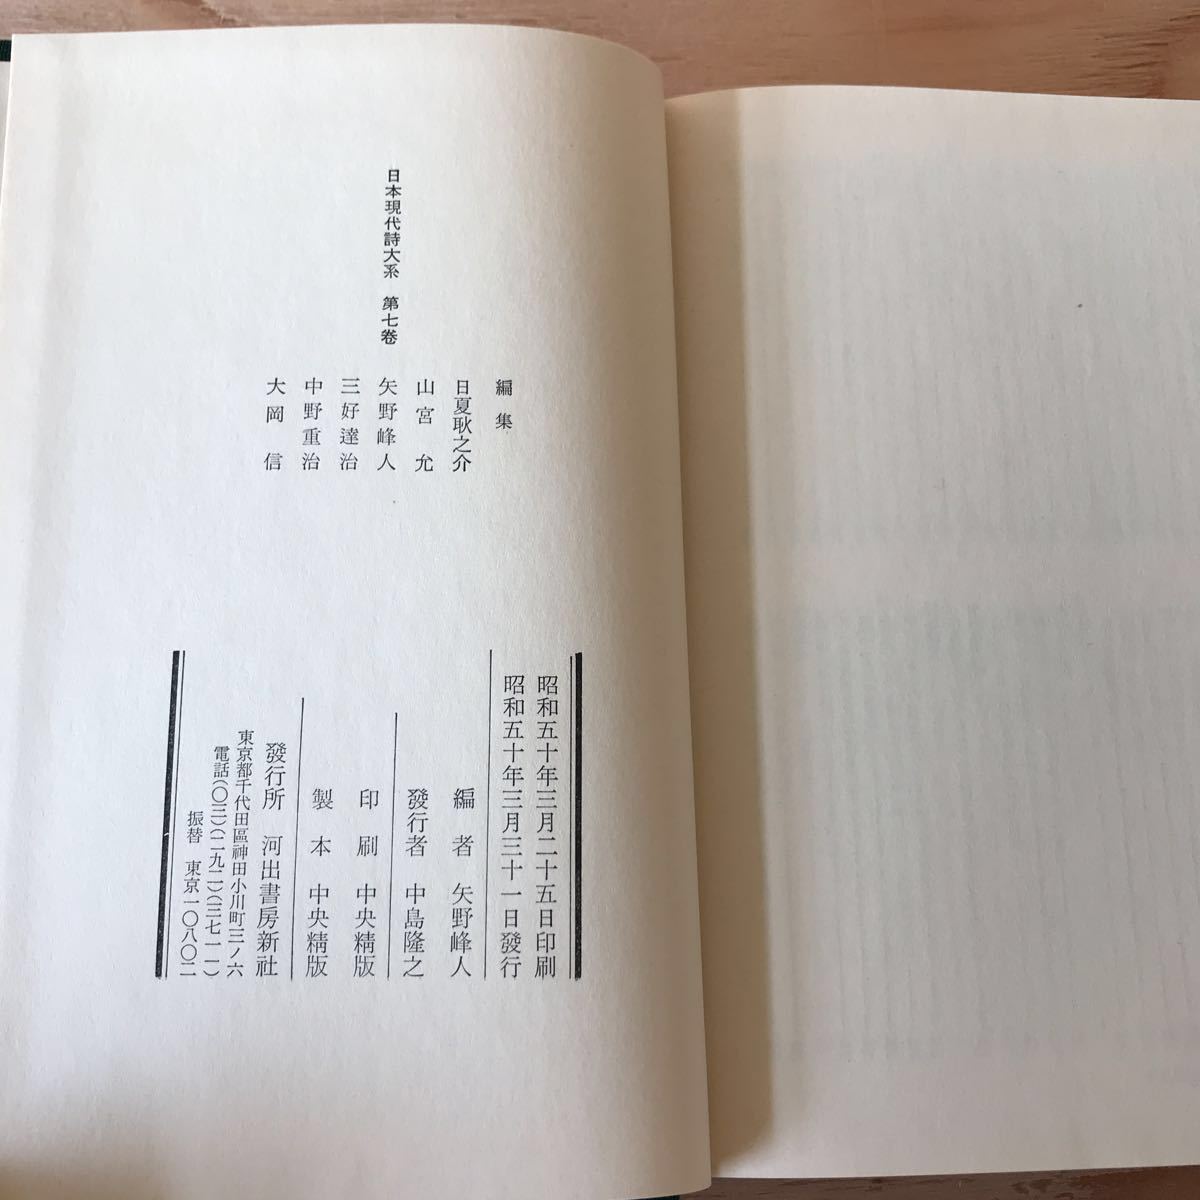 日本現代詩大系　第七卷
編集
日夏耿之介
山宮允
矢野峰人
三好達治
中野重治
大岡信
昭和五十年三月二十五日印刷
昭和五十年三月三十一日發行
編者　矢野峰人
發行者　中島隆之
印刷　中央精版
製本　中央精版
發行所　河出書房新社
東京都千代田區神田小川町三ノ六
電話(〇三)(二九二)(三七一一)
振替　東京一〇八〇二